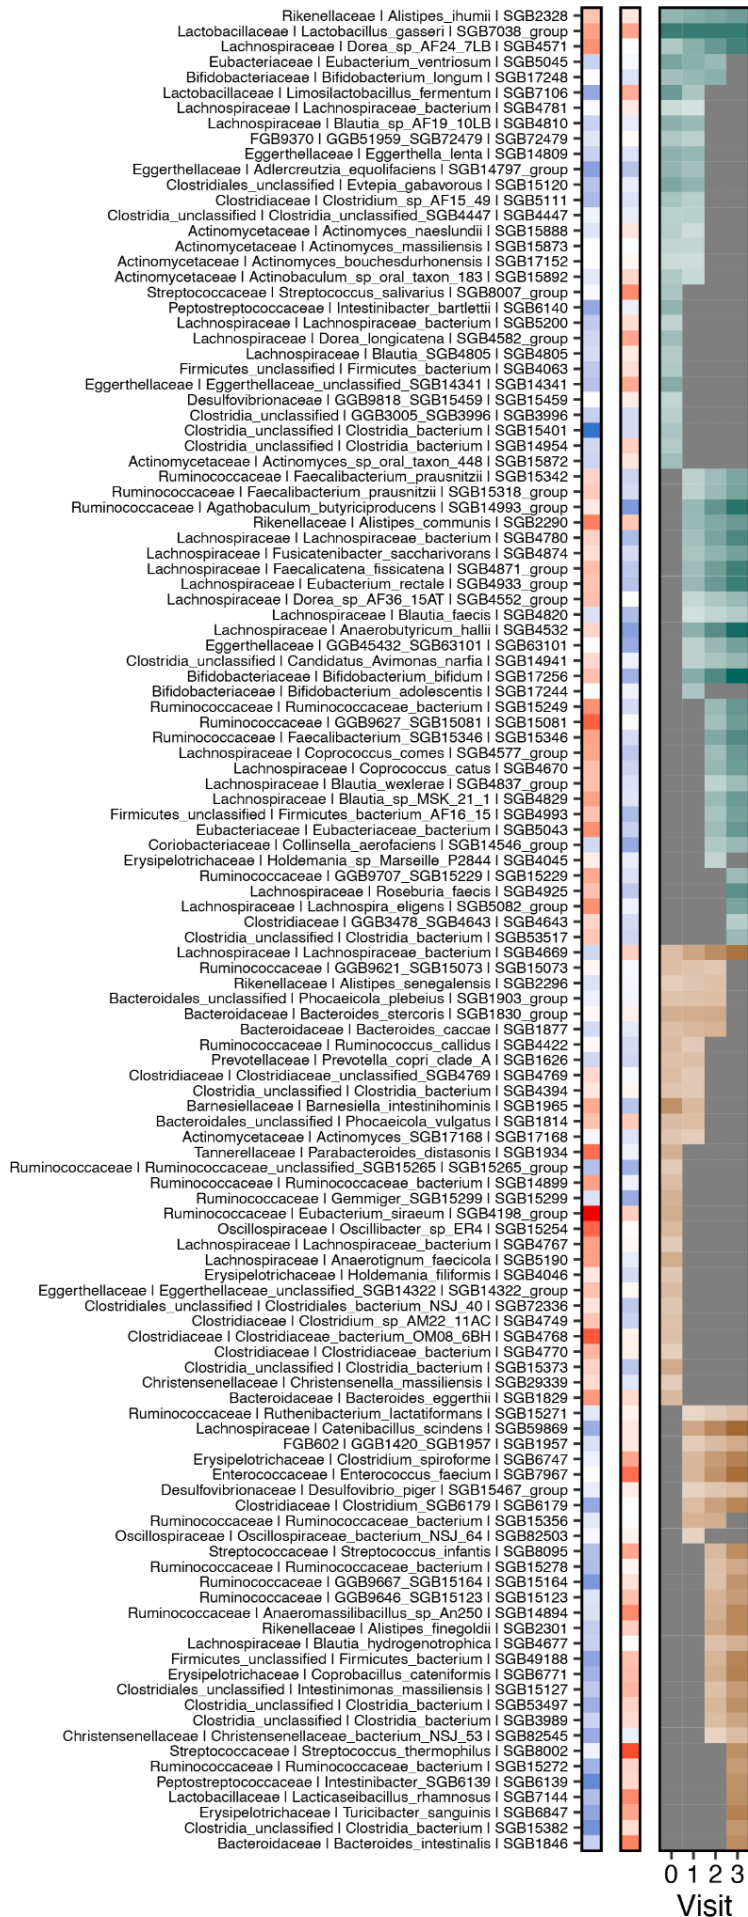 Rikenellaceae | Alistipes_ihumii | SGB2328
Lactobacillaceae | Lactobacillus_gasseri | SGB7038_group
Lachnospiraceae | Dorea_sp_AF24_7LB | SGB4571
Eubacteriaceae | Eubacterium_ventriosum | SGB5045
Bifidobacteriaceae | Bifidobacterium_longum | SGB17248
Lactobacillaceae | Limosilactobacillus_fermentum | SGB7106
Lachnospiraceae | Lachnospiraceae_bacterium | SGB4781
Lachnospiraceae | Blautia_sp_AF19_10LB | SGB4810
FGB9370 | GGB51959_SGB72479 | SGB72479
Eggerthellaceae | Eggerthella_lenta | SGB14809
Eggerthellaceae | Adlercreutzia_equolifaciens | SGB14797_group
Clostridiales_unclassified | Evtepia_gabavorous | SGB15120
Clostridiaceae | Clostridium_sp_AF15_49 | SGB5111
Clostridia_unclassified | Clostridia_unclassified_SGB4447 | SGB4447
Actinomycetaceae | Actinomyces_naeslundii | SGB15888
Actinomycetaceae | Actinomyces_massiliensis | SGB15873
Actinomycetaceae | Actinomyces_bouchesdurhonensis | SGB17152
Actinomycetaceae | Actinobaculum_sp_oral_taxon_183 | SGB15892
Streptococcaceae | Streptococcus_salivarius | SGB8007_group
Peptostreptococcaceae | Intestinibacter_bartlettii | SGB6140
Lachnospiraceae | Lachnospiraceae_bacterium | SGB5200
Lachnospiraceae | Dorea_longicatena | SGB4582_group
Lachnospiraceae | Blautia_SGB4805 | SGB4805
Firmicutes_unclassified | Firmicutes_bacterium | SGB4063
Eggerthellaceae | Eggerthellaceae_unclassified_SGB14341 | SGB14341
Desulfovibrionaceae | GGB9818_SGB15459 | SGB15459
Clostridia_unclassified | GGB3005_SGB3996 | SGB3996
Clostridia_unclassified | Clostridia_bacterium | SGB15401
Clostridia_unclassified | Clostridia_bacterium | SGB14954
Actinomycetaceae | Actinomyces_sp_oral_taxon_448 | SGB15872
Ruminococcaceae | Faecalibacterium_prausnitzii | SGB15342
Ruminococcaceae | Faecalibacterium_prausnitzii | SGB15318_group
Ruminococcaceae | Agathobaculum_butyriciproducens | SGB14993_group
Rikenellaceae | Alistipes_communis | SGB2290
Lachnospiraceae | Lachnospiraceae_bacterium | SGB4780
Lachnospiraceae | Fusicatenibacter_saccharivorans | SGB4874
Lachnospiraceae | Faecalicatena_fissicatena | SGB4871_group
Lachnospiraceae | Eubacterium_rectale | SGB4933_group
Lachnospiraceae | Dorea_sp_AF36_15AT | SGB4552_group
Lachnospiraceae | Blautia_faecis | SGB4820
Lachnospiraceae | Anaerobutyricum_hallii | SGB4532
Eggerthellaceae | GGB45432_SGB63101 | SGB63101
Clostridia_unclassified | Candidatus_Avimonas_narfia | SGB14941
Bifidobacteriaceae | Bifidobacterium_bifidum | SGB17256
Bifidobacteriaceae | Bifidobacterium_adolescentis | SGB17244
Ruminococcaceae | Ruminococcaceae_bacterium | SGB15249
Ruminococcaceae | GGB9627_SGB15081 | SGB15081
Ruminococcaceae | Faecalibacterium_SGB15346 | SGB15346
Lachnospiraceae | Coprococcus_comes | SGB4577_group
Lachnospiraceae | Coprococcus_catus | SGB4670
Lachnospiraceae | Blautia_wexlerae | SGB4837_group
Lachnospiraceae | Blautia_sp_MSK_21_1 | SGB4829
Firmicutes_unclassified | Firmicutes_bacterium_AF16_15 | SGB4993
Eubacteriaceae | Eubacteriaceae_bacterium | SGB5043
Coriobacteriaceae | Collinsella_aerofaciens | SGB14546_group
Erysipelotrichaceae | Holdemania_sp_Marseille_P2844 | SGB4045
Ruminococcaceae | GGB9707_SGB15229 | SGB15229
Lachnospiraceae | Roseburia_faecis | SGB4925
Lachnospiraceae | Lachnospira_eligens | SGB5082_group
Clostridiaceae | GGB3478_SGB4643 | SGB4643
Clostridia_unclassified | Clostridia_bacterium | SGB53517
Lachnospiraceae | Lachnospiraceae_bacterium | SGB4669
Ruminococcaceae | GGB9621_SGB15073 | SGB15073
Rikenellaceae | Alistipes_senegalensis | SGB2296
Bacteroidales_unclassified | Phocaeicola_plebeius | SGB1903_group
Bacteroidaceae | Bacteroides_stercoris | SGB1830_group
Bacteroidaceae | Bacteroides_caccae | SGB1877
Ruminococcaceae | Ruminococcus_callidus | SGB4422
Prevotellaceae | Prevotella_copri_clade_A | SGB1626
Clostridiaceae | Clostridiaceae_unclassified_SGB4769 | SGB4769
Clostridia_unclassified | Clostridia_bacterium | SGB4394
Barnesiellaceae | Barnesiella_intestinihominis | SGB1965
Bacteroidales_unclassified | Phocaeicola_vulgatus | SGB1814
Actinomycetaceae | Actinomyces_SGB17168 | SGB17168
Tannerellaceae | Parabacteroides_distasonis | SGB1934
Ruminococcaceae | Ruminococcaceae_unclassified_SGB15265 | SGB15265_group
Ruminococcaceae | Ruminococcaceae_bacterium | SGB14899
Ruminococcaceae | Gemmiger_SGB15299 | SGB15299
Ruminococcaceae | Eubacterium_siraeum | SGB4198_group
Oscillospiraceae | Oscillibacter_sp_ER4 | SGB15254
Lachnospiraceae | Lachnospiraceae_bacterium | SGB4767
Lachnospiraceae | Anaerotignum_faecicola | SGB5190
Erysipelotrichaceae | Holdemania_filiformis | SGB4046
Eggerthellaceae | Eggerthellaceae_unclassified_SGB14322 | SGB14322_group
Clostridiales_unclassified | Clostridiales_bacterium_NSJ_40 | SGB72336
Clostridiaceae | Clostridium_sp_AM22_11AC | SGB4749
Clostridiaceae | Clostridiaceae_bacterium_OM08_6BH | SGB4768
Clostridiaceae | Clostridiaceae_bacterium | SGB4770
Clostridia_unclassified | Clostridia_bacterium | SGB15373
Christensenellaceae | Christensenella_massiliensis | SGB29339
Bacteroidaceae | Bacteroides_eggerthii | SGB1829
Ruminococcaceae | Ruthenibacterium_lactatiformans | SGB15271
Lachnospiraceae | Catenibacillus_scindens | SGB59869
FGB602 | GGB1420_SGB1957 | SGB1957
Erysipelotrichaceae | Clostridium_spiroforme | SGB6747
Enterococcaceae | Enterococcus_faecium | SGB7967
Desulfovibrionaceae | Desulfovibrio_piger | SGB15467_group
Clostridiaceae | Clostridium_SGB6179 | SGB6179
Ruminococcaceae | Ruminococcaceae_bacterium | SGB15356
Oscillospiraceae | Oscillospiraceae_bacterium_NSJ_64 | SGB82503
Streptococcaceae | Streptococcus_infantis | SGB8095
Ruminococcaceae | Ruminococcaceae_bacterium | SGB15278
Ruminococcaceae | GGB9667_SGB15164 | SGB15164
Ruminococcaceae | GGB9646_SGB15123 | SGB15123
Ruminococcaceae | Anaeromassilibacillus_sp_An250 | SGB14894
Rikenellaceae | Alistipes_finegoldii | SGB2301
Lachnospiraceae | Blautia_hydrogenotrophica | SGB4677
Firmicutes_unclassified | Firmicutes_bacterium | SGB49188
Erysipelotrichaceae | Coprobacillus_cateniformis | SGB6771
Clostridiales_unclassified | Intestinimonas_massiliensis | SGB15127
Clostridia_unclassified | Clostridia_bacterium | SGB53497
Clostridia_unclassified | Clostridia_bacterium | SGB3989
Christensenellaceae | Christensenellaceae_bacterium_NSJ_53 | SGB82545
Streptococcaceae | Streptococcus_thermophilus | SGB8002
Ruminococcaceae | Ruminococcaceae_bacterium | SGB15272
Peptostreptococcaceae | Intestinibacter_SGB6139 | SGB6139
Lactobacillaceae | Lacticaseibacillus_rhamnosus | SGB7144
Erysipelotrichaceae | Turicibacter_sanguinis | SGB6847
Clostridia_unclassified | Clostridia_bacterium | SGB15382
Bacteroidaceae | Bacteroides_intestinalis | SGB1846
0 1 2 3
Visit